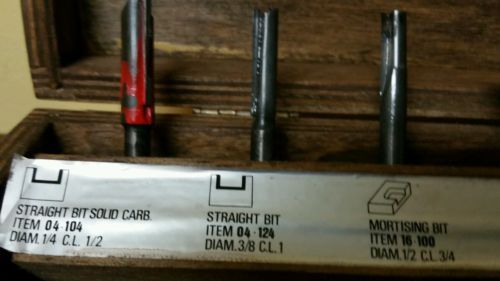 STRAIGHT BIT SOLID CARB.
ITEM 04·104
DIAM.1/4 C.L. 1/2
STRAIGHT BIT
ITEM 04·124
DIAM.3/8 C.L.1
MORTISING BIT
ITEM 16·100
DIAM.1/2 C.L.3/4